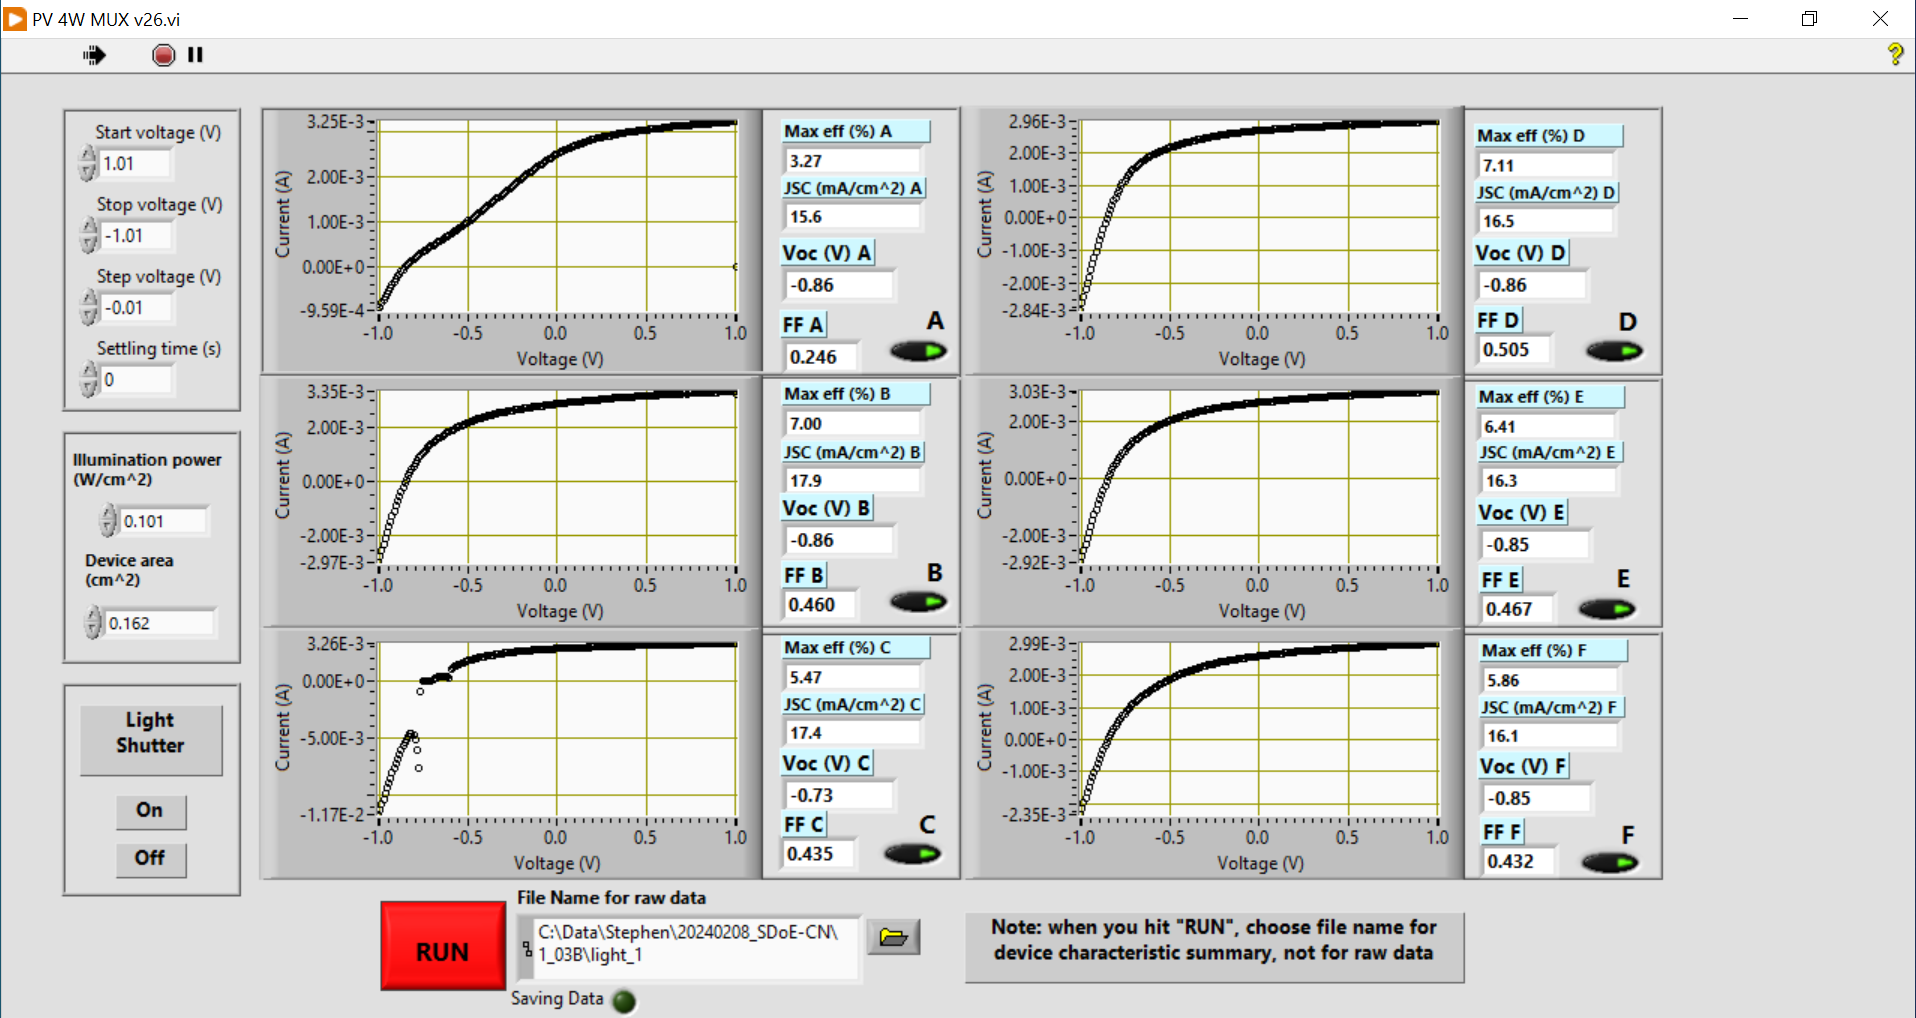 PV 4W MUX v26.vi
Start voltage (V)
1.01
Stop voltage (V)
-1.01
Step voltage (V)
-0.01
Settling time (s)
0
Illumination power
(W/cm^2)
0.101
Device area
(cm^2)
0.162
Light
Shutter
On
Off
Current (A)
3.25E-3
2.00E-3
1.00E-3
0.00E+0
-9.59E-4
-1.0 -0.5 0.0 0.5 1.0
Voltage (V)
Max eff (%) A
3.27
JSC (mA/cm^2) A
15.6
Voc (V) A
-0.86
FF A
0.246
A
Current (A)
2.96E-3
2.00E-3
1.00E-3
0.00E+0
-1.00E-3
-2.00E-3
-2.84E-3
-1.0 -0.5 0.0 0.5 1.0
Voltage (V)
Max eff (%) D
7.11
JSC (mA/cm^2) D
16.5
Voc (V) D
-0.86
FF D
0.505
D
Current (A)
3.35E-3
2.00E-3
0.00E+0
-2.00E-3
-2.97E-3
-1.0 -0.5 0.0 0.5 1.0
Voltage (V)
Max eff (%) B
7.00
JSC (mA/cm^2) B
17.9
Voc (V) B
-0.86
FF B
0.460
B
Current (A)
3.03E-3
2.00E-3
0.00E+0
-2.00E-3
-2.92E-3
-1.0 -0.5 0.0 0.5 1.0
Voltage (V)
Max eff (%) E
6.41
JSC (mA/cm^2) E
16.3
Voc (V) E
-0.85
FF E
0.467
E
Current (A)
3.26E-3
0.00E+0
-5.00E-3
-1.17E-2
-1.0 -0.5 0.0 0.5 1.0
Voltage (V)
Max eff (%) C
5.47
JSC (mA/cm^2) C
17.4
Voc (V) C
-0.73
FF C
0.435
C
Current (A)
2.99E-3
2.00E-3
1.00E-3
0.00E+0
-1.00E-3
-2.35E-3
-1.0 -0.5 0.0 0.5 1.0
Voltage (V)
Max eff (%) F
5.86
JSC (mA/cm^2) F
16.1
Voc (V) F
-0.85
FF F
0.432
F
RUN
File Name for raw data
C:\Data\Stephen\20240208_SDoE-CN\
1_03B\light_1
Saving Data
Note: when you hit "RUN", choose file name for
device characteristic summary, not for raw data